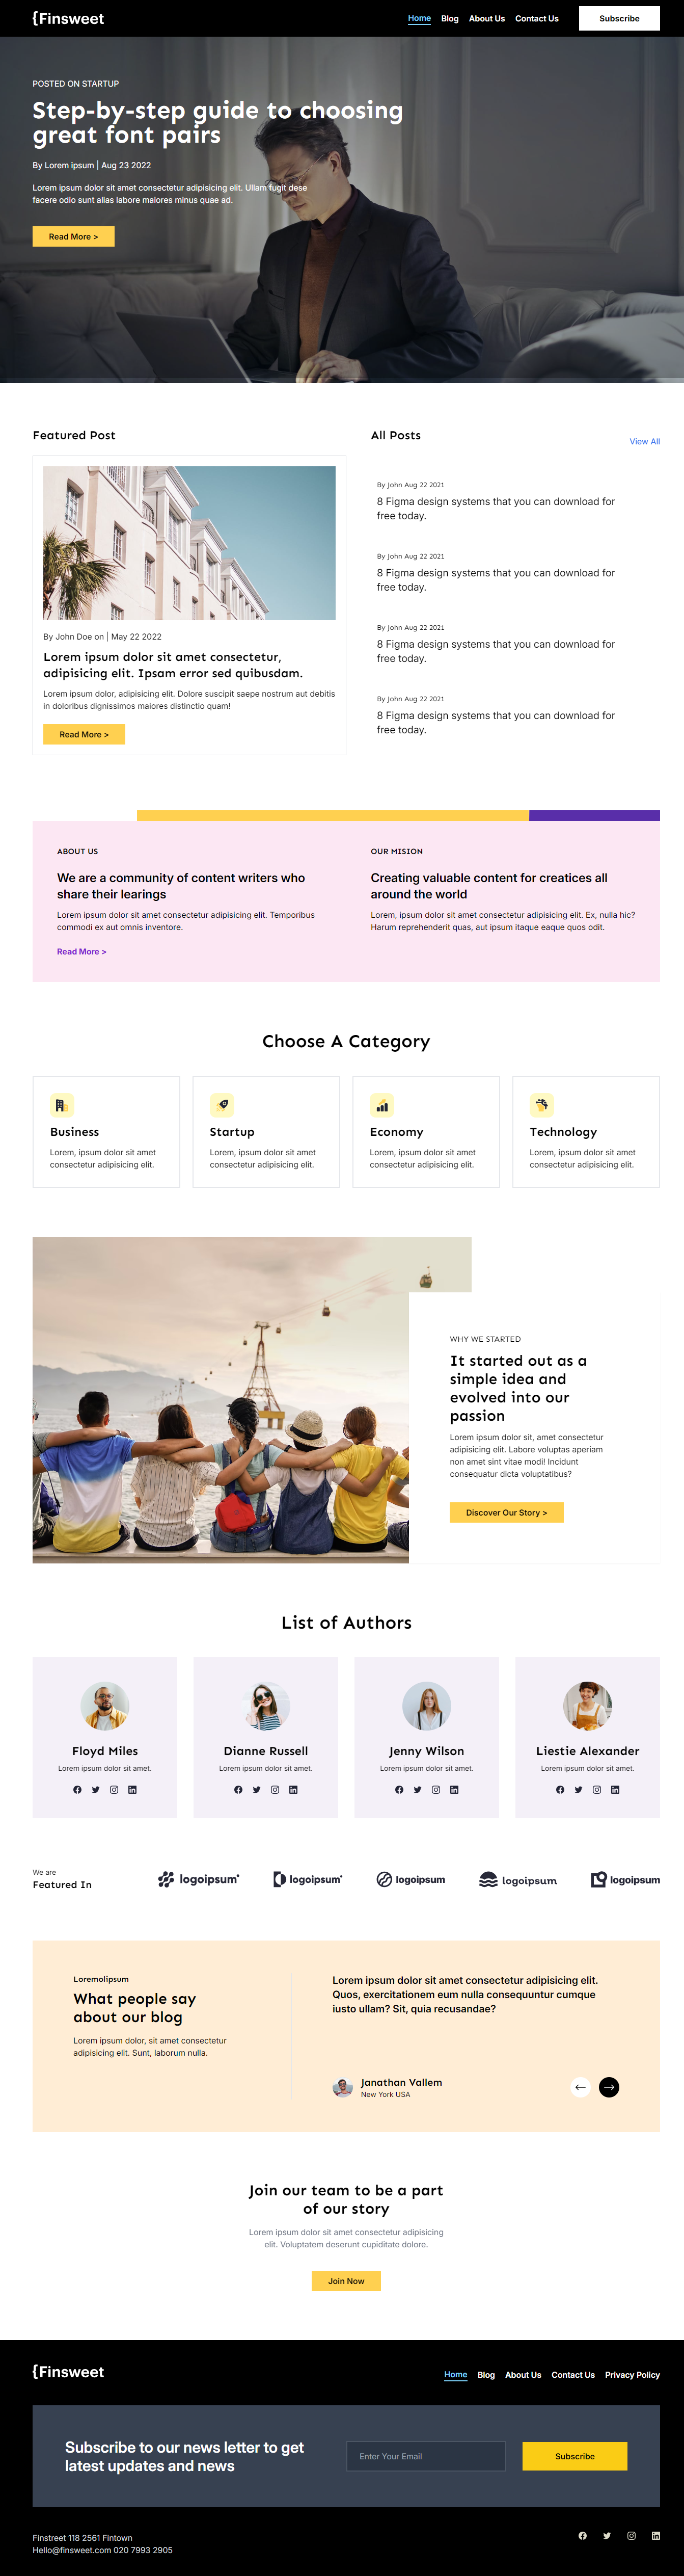 {Finsweet
Home Blog About Us Contact Us Subscribe
POSTED ON STARTUP
Step-by-step guide to choosing
great font pairs
By Lorem ipsum | Aug 23 2022
Lorem ipsum dolor sit amet consectetur adipisicing elit. Ullam fugit dese
facere odio sunt alias labore maiores minus quae ad.
Read More >
Featured Post
By John Doe on | May 22 2022
Lorem ipsum dolor sit amet consectetur,
adipisicing elit. Ipsam error sed quibusdam.
Lorem ipsum dolor, adipisicing elit. Dolore suscipit saepe nostrum aut debitis
in doloribus dignissimos maiores distinctio quam!
Read More >
All Posts
View All
By John Aug 22 2021
8 Figma design systems that you can download for
free today.
By John Aug 22 2021
8 Figma design systems that you can download for
free today.
By John Aug 22 2021
8 Figma design systems that you can download for
free today.
By John Aug 22 2021
8 Figma design systems that you can download for
free today.
ABOUT US
We are a community of content writers who
share their learings
Lorem ipsum dolor sit amet consectetur adipisicing elit. Temporibus
commodi ex aut omnis inventore.
Read More >
OUR MISION
Creating valuable content for creatices all
around the world
Lorem, ipsum dolor sit amet consectetur adipisicing elit. Ex, nulla hic?
Harum reprehenderit quas, aut ipsum itaque eaque quos odit.
Choose A Category
Business
Lorem, ipsum dolor sit amet
consectetur adipisicing elit.
Startup
Lorem, ipsum dolor sit amet
consectetur adipisicing elit.
Economy
Lorem, ipsum dolor sit amet
consectetur adipisicing elit.
Technology
Lorem, ipsum dolor sit amet
consectetur adipisicing elit.
WHY WE STARTED
It started out as a
simple idea and
evolved into our
passion
Lorem ipsum dolor sit, amet consectetur
adipisicing elit. Labore voluptas aperiam
non amet sint vitae modi! Incidunt
consequatur dicta voluptatibus?
Discover Our Story >
List of Authors
Floyd Miles
Lorem ipsum dolor sit amet.
Dianne Russell
Lorem ipsum dolor sit amet.
Jenny Wilson
Lorem ipsum dolor sit amet.
Liestie Alexander
Lorem ipsum dolor sit amet.
We are
Featured In
logoipsum
logoipsum
logoipsum
logoipsum
logoipsum
Loremolipsum
What people say
about our blog
Lorem ipsum dolor, sit amet consectetur
adipisicing elit. Sunt, laborum nulla.
Lorem ipsum dolor sit amet consectetur adipisicing elit.
Quos, exercitationem eum nulla consequuntur cumque
iusto ullam? Sit, quia recusandae?
Janathan Vallem
New York USA
Join our team to be a part
of our story
Lorem ipsum dolor sit amet consectetur adipisicing
elit. Voluptatem deserunt cupiditate dolore.
Join Now
{Finsweet
Home Blog About Us Contact Us Privacy Policy
Subscribe to our news letter to get
latest updates and news
Enter Your Email
Subscribe
Finstreet 118 2561 Fintown
Hello@finsweet.com 020 7993 2905